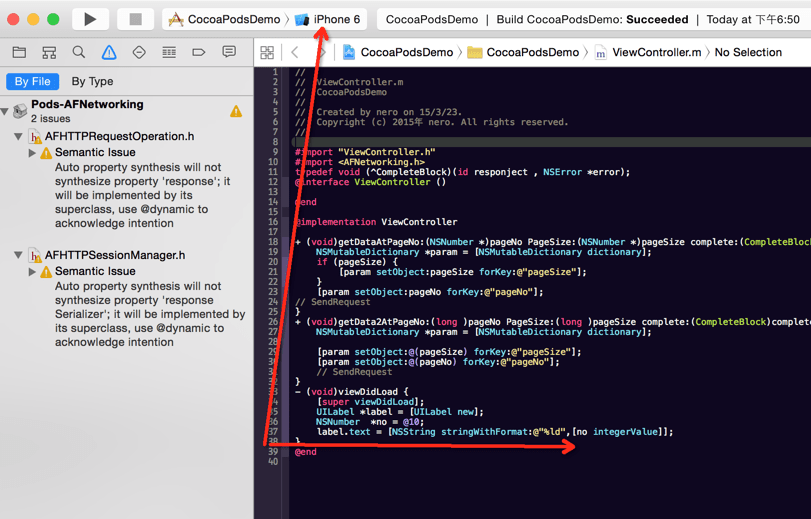 CocoaPodsDemo 〉 iPhone 6
CocoaPodsDemo | Build CocoaPodsDemo: Succeeded | Today at 下午6:50
CocoaPodsDemo 〉 CocoaPodsDemo 〉 ViewController.m 〉 No Selection
By File By Type
Pods-AFNetworking
2 issues
AFHTTPRequestOperation.h
Semantic Issue
Auto property synthesis will not
synthesize property 'response'; it
will be implemented by its
superclass, use @dynamic to
acknowledge intention
AFHTTPSessionManager.h
Semantic Issue
Auto property synthesis will not
synthesize property 'response
Serializer'; it will be implemented by
its superclass, use @dynamic to
acknowledge intention
1 //
2 // ViewController.m
3 // CocoaPodsDemo
4 //
5 // Created by nero on 15/3/23.
6 // Copyright (c) 2015年 nero. All rights reserved.
7 //
8
9 #import "ViewController.h"
10 #import <AFNetworking.h>
11 typedef void (^CompleteBlock)(id responject , NSError *error);
12 @interface ViewController ()
13
14 @end
15
16 @implementation ViewController
17
18 + (void)getDataAtPageNo:(NSNumber *)pageNo PageSize:(NSNumber *)pageSize complete:(CompleteBlock
19 NSMutableDictionary *param = [NSMutableDictionary dictionary];
20 if (pageSize) {
21 [param setObject:pageSize forKey:@"pageSize"];
22 }
23 [param setObject:pageNo forKey:@"pageNo"];
24 // SendRequest
25 }
26 + (void)getData2AtPageNo:(long )pageNo PageSize:(long )pageSize complete:(CompleteBlock)comple
27 NSMutableDictionary *param = [NSMutableDictionary dictionary];
28
29 [param setObject:@(pageSize) forKey:@"pageSize"];
30 [param setObject:@(pageNo) forKey:@"pageNo"];
31 // SendRequest
32 }
33 - (void)viewDidLoad {
34 [super viewDidLoad];
35 UILabel *label = [UILabel new];
36 NSNumber *no = @10;
37 label.text = [NSString stringWithFormat:@"%ld",[no integerValue]];
38 }
39 @end
40